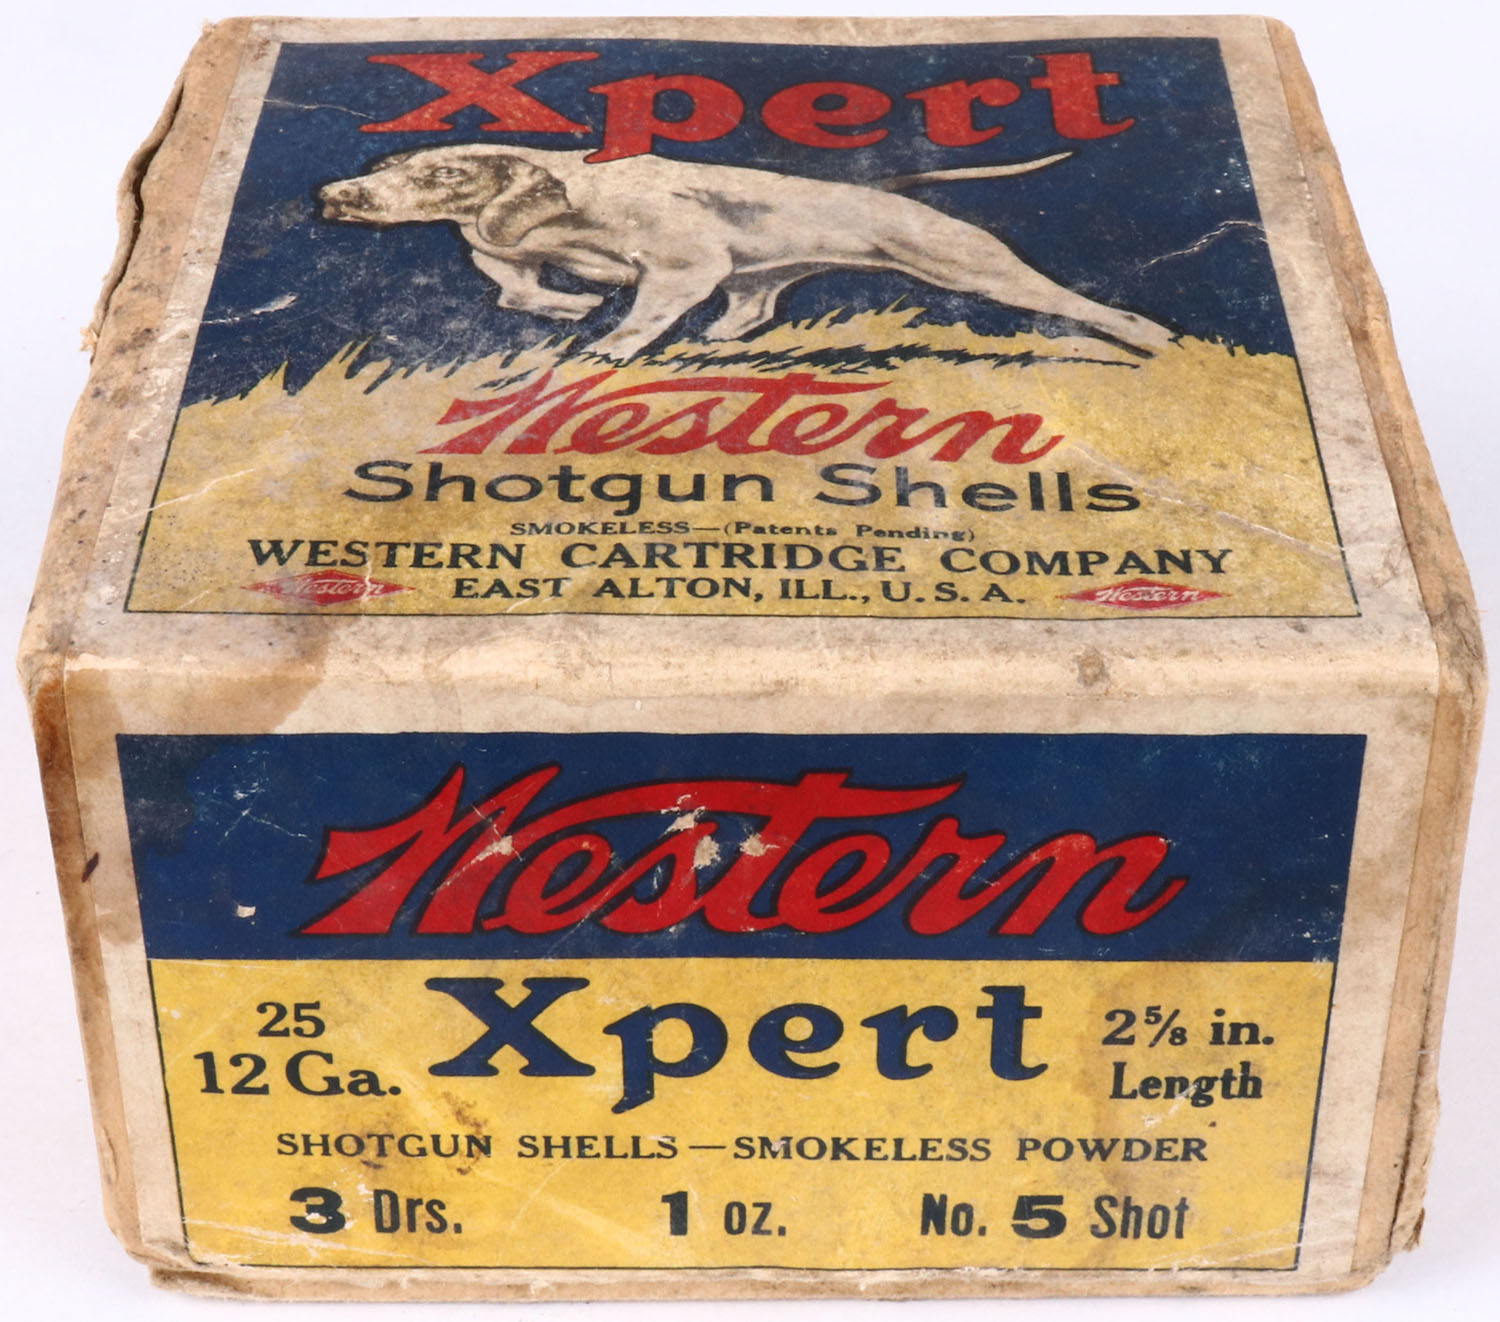 Xpert
Western
Shotgun Shells
SMOKELESS—(Patents Pending)
WESTERN CARTRIDGE COMPANY
Western EAST ALTON, ILL., U.S.A. Western
Western
25
12 Ga.
Xpert
2⅝ in.
Length
SHOTGUN SHELLS—SMOKELESS POWDER
3 Drs. 1 oz. No. 5 Shot